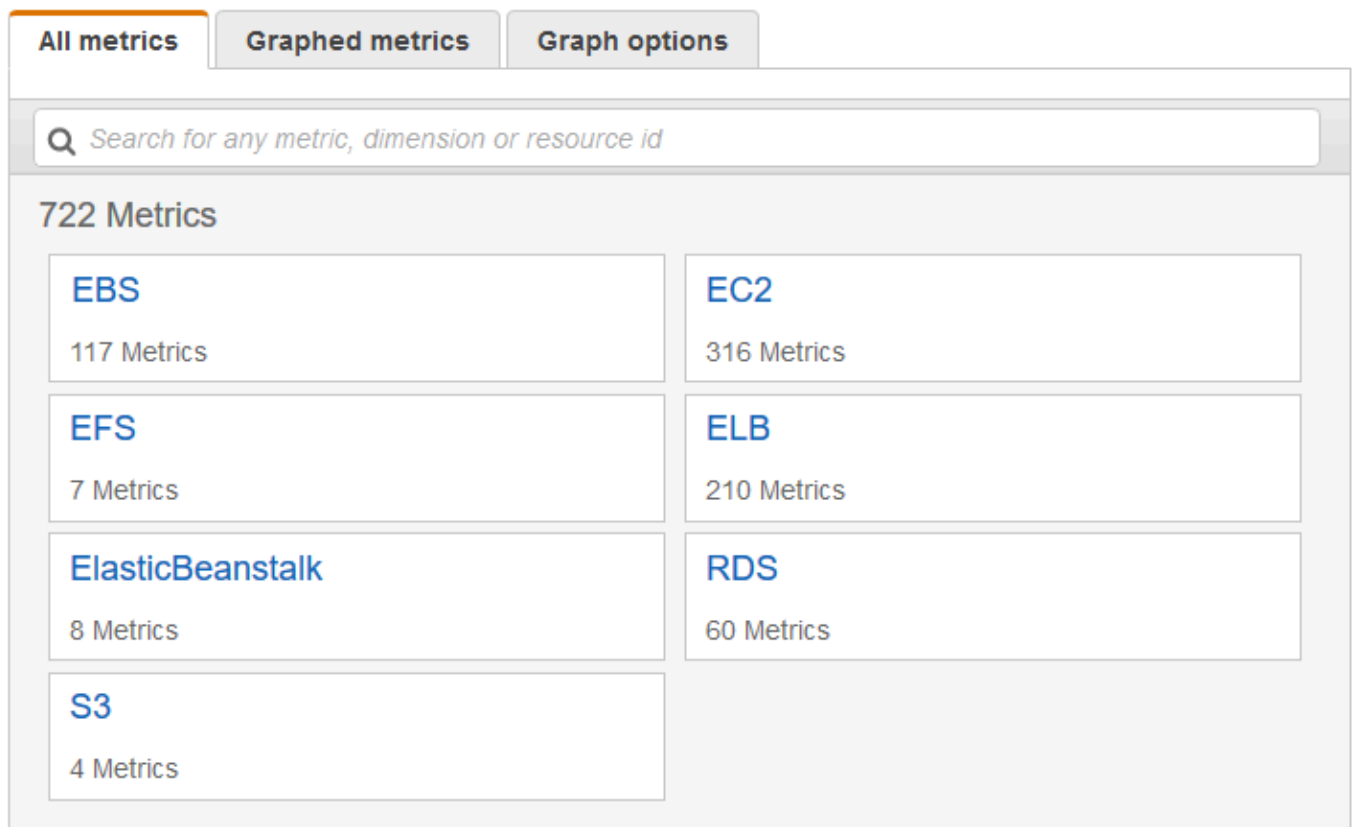 All metrics
Graphed metrics
Graph options
Search for any metric, dimension or resource id
722 Metrics
EBS
117 Metrics
EC2
316 Metrics
EFS
7 Metrics
ELB
210 Metrics
ElasticBeanstalk
8 Metrics
RDS
60 Metrics
S3
4 Metrics